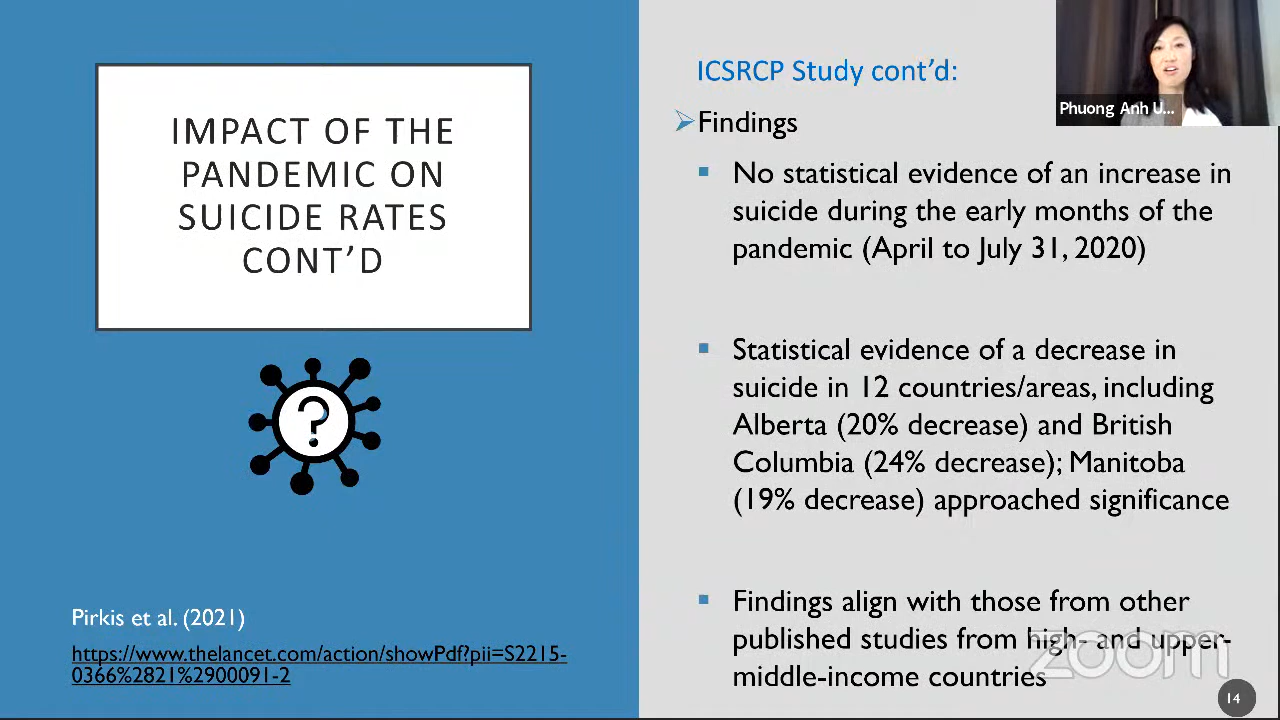 IMPACT OF THE
PANDEMIC ON
SUICIDE RATES
CONT’D
?
Pirkis et al. (2021)
https://www.thelancet.com/action/showPdf?pii=S2215-
0366%2821%2900091-2
ICSRCP Study cont’d:
Findings
No statistical evidence of an increase in
suicide during the early months of the
pandemic (April to July 31, 2020)
Statistical evidence of a decrease in
suicide in 12 countries/areas, including
Alberta (20% decrease) and British
Columbia (24% decrease); Manitoba
(19% decrease) approached significance
Findings align with those from other
published studies from high- and upper-
middle-income countries
Phuong Anh U...
zoom
14